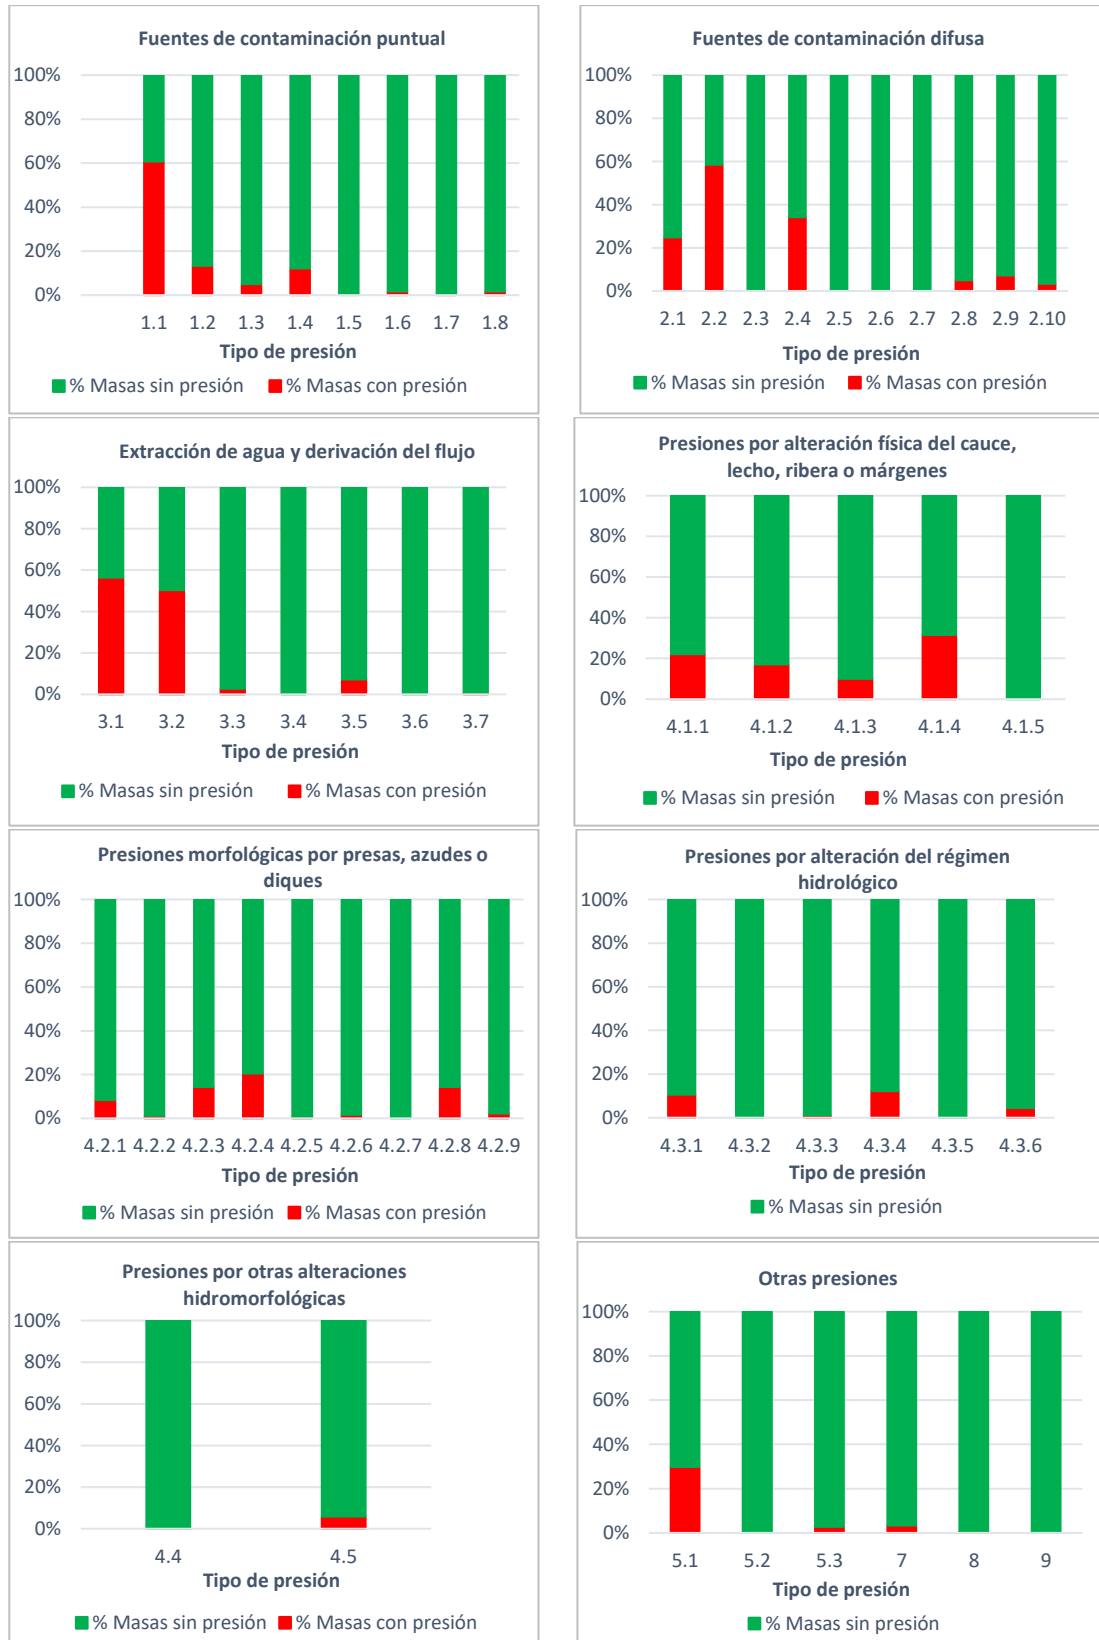 Fuentes de contaminación puntual
100%
80%
60%
40%
20%
0%
1.1 1.2 1.3 1.4 1.5 1.6 1.7 1.8
Tipo de presión
% Masas sin presión % Masas con presión
Fuentes de contaminación difusa
100%
80%
60%
40%
20%
0%
2.1 2.2 2.3 2.4 2.5 2.6 2.7 2.8 2.9 2.10
Tipo de presión
% Masas sin presión % Masas con presión
Extracción de agua y derivación del flujo
100%
80%
60%
40%
20%
0%
3.1 3.2 3.3 3.4 3.5 3.6 3.7
Tipo de presión
% Masas sin presión % Masas con presión
Presiones por alteración física del cauce,
lecho, ribera o márgenes
100%
80%
60%
40%
20%
0%
4.1.1 4.1.2 4.1.3 4.1.4 4.1.5
Tipo de presión
% Masas sin presión % Masas con presión
Presiones morfológicas por presas, azudes o
diques
100%
80%
60%
40%
20%
0%
4.2.1 4.2.2 4.2.3 4.2.4 4.2.5 4.2.6 4.2.7 4.2.8 4.2.9
Tipo de presión
% Masas sin presión % Masas con presión
Presiones por alteración del régimen
hidrológico
100%
80%
60%
40%
20%
0%
4.3.1 4.3.2 4.3.3 4.3.4 4.3.5 4.3.6
Tipo de presión
% Masas sin presión
Presiones por otras alteraciones
hidromorfológicas
100%
80%
60%
40%
20%
0%
4.4 4.5
Tipo de presión
% Masas sin presión % Masas con presión
Otras presiones
100%
80%
60%
40%
20%
0%
5.1 5.2 5.3 7 8 9
Tipo de presión
% Masas sin presión